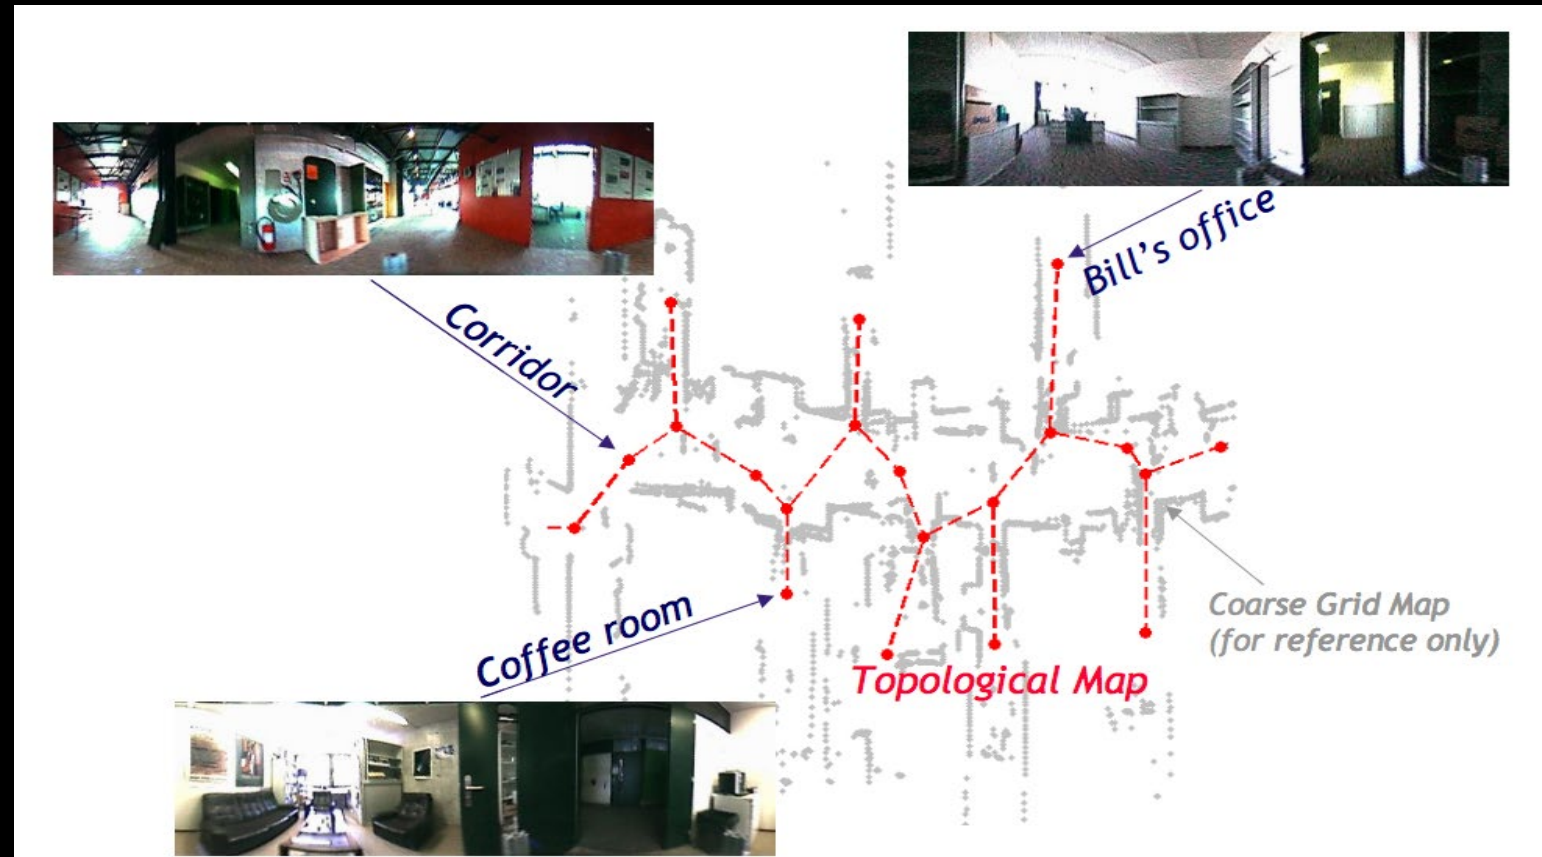 Bill's office
Corridor
Coffee room
Topological Map
Coarse Grid Map
(for reference only)